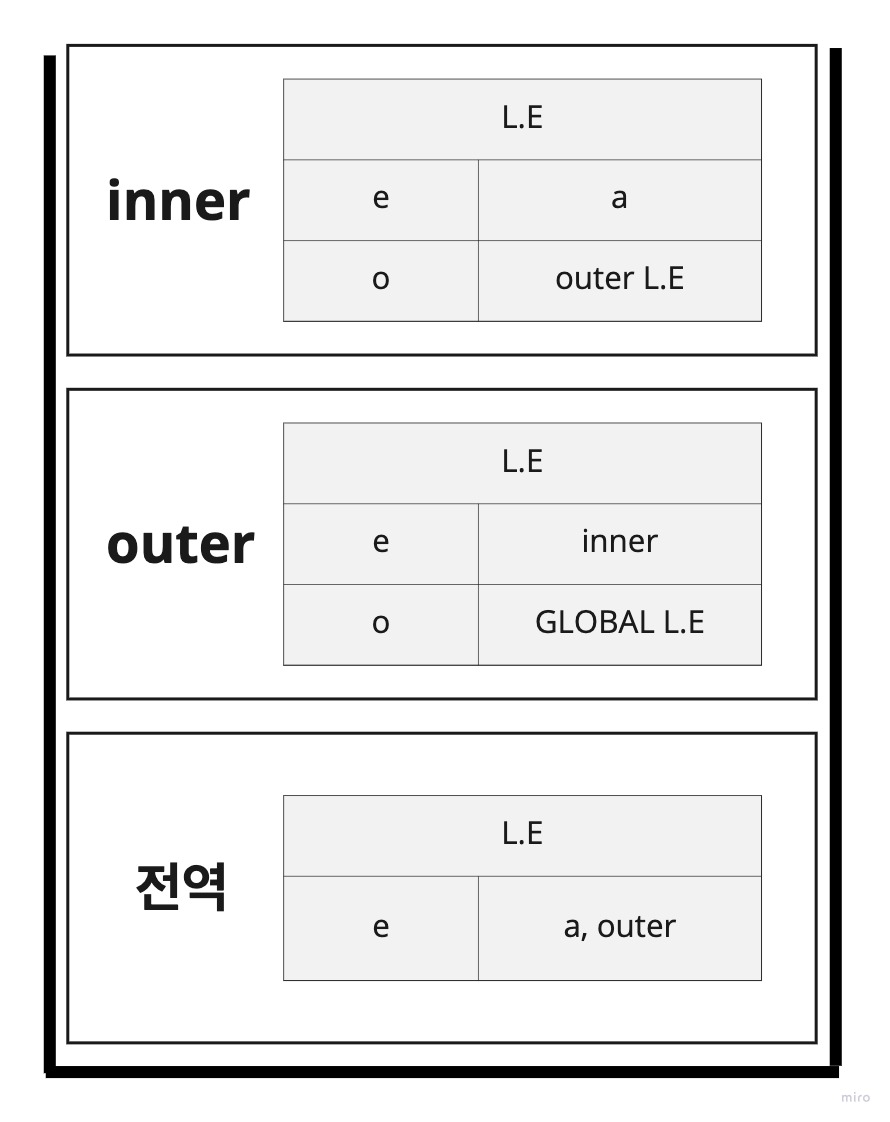 L.E
inner
e a
o outer L.E
L.E
outer
e inner
o GLOBAL L.E
L.E
전역
e a, outer
miro